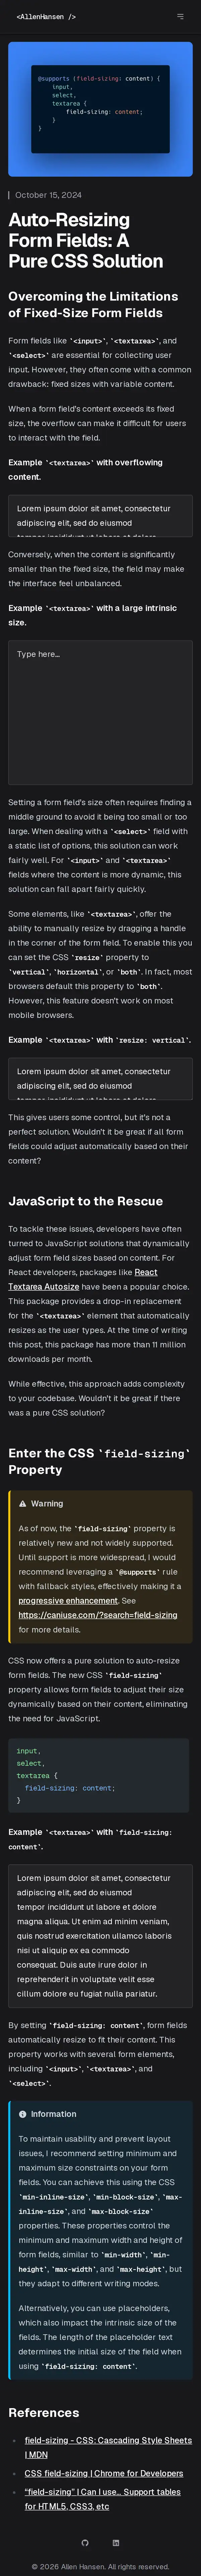 <AllenHansen />
@supports (field-sizing: content) {
input,
select,
textarea {
field-sizing: content;
}
}
October 15, 2024
Auto-Resizing
Form Fields: A
Pure CSS Solution
Overcoming the Limitations
of Fixed-Size Form Fields
Form fields like `<input>`, `<textarea>`, and
`<select>` are essential for collecting user
input. However, they often come with a common
drawback: fixed sizes with variable content.
When a form field's content exceeds its fixed
size, the overflow can make it difficult for users
to interact with the field.
Example `<textarea>` with overflowing
content.
Lorem ipsum dolor sit amet, consectetur
adipiscing elit, sed do eiusmod
tempor incididunt ut labore et dolore
Conversely, when the content is significantly
smaller than the fixed size, the field may make
the interface feel unbalanced.
Example `<textarea>` with a large intrinsic
size.
Type here...
Setting a form field's size often requires finding a
middle ground to avoid it being too small or too
large. When dealing with a `<select>` field with
a static list of options, this solution can work
fairly well. For `<input>` and `<textarea>`
fields where the content is more dynamic, this
solution can fall apart fairly quickly.
Some elements, like `<textarea>`, offer the
ability to manually resize by dragging a handle
in the corner of the form field. To enable this you
can set the CSS `resize` property to
`vertical`, `horizontal`, or `both`. In fact, most
browsers default this property to `both`.
However, this feature doesn't work on most
mobile browsers.
Example `<textarea>` with `resize: vertical`.
Lorem ipsum dolor sit amet, consectetur
adipiscing elit, sed do eiusmod
tempor incididunt ut labore et dolore
This gives users some control, but it's not a
perfect solution. Wouldn't it be great if all form
fields could adjust automatically based on their
content?
JavaScript to the Rescue
To tackle these issues, developers have often
turned to JavaScript solutions that dynamically
adjust form field sizes based on content. For
React developers, packages like React
Textarea Autosize have been a popular choice.
This package provides a drop-in replacement
for the `<textarea>` element that automatically
resizes as the user types. At the time of writing
this post, this package has more than 11 million
downloads per month.
While effective, this approach adds complexity
to your codebase. Wouldn't it be great if there
was a pure CSS solution?
Enter the CSS `field-sizing`
Property
Warning
As of now, the `field-sizing` property is
relatively new and not widely supported.
Until support is more widespread, I would
recommend leveraging a `@supports` rule
with fallback styles, effectively making it a
progressive enhancement. See
https://caniuse.com/?search=field-sizing
for more details.
CSS now offers a pure solution to auto-resize
form fields. The new CSS `field-sizing`
property allows form fields to adjust their size
dynamically based on their content, eliminating
the need for JavaScript.
input,
select,
textarea {
field-sizing: content;
}
Example `<textarea>` with `field-sizing:
content`.
Lorem ipsum dolor sit amet, consectetur
adipiscing elit, sed do eiusmod
tempor incididunt ut labore et dolore
magna aliqua. Ut enim ad minim veniam,
quis nostrud exercitation ullamco laboris
nisi ut aliquip ex ea commodo
consequat. Duis aute irure dolor in
reprehenderit in voluptate velit esse
cillum dolore eu fugiat nulla pariatur.
By setting `field-sizing: content`, form fields
automatically resize to fit their content. This
property works with several form elements,
including `<input>`, `<textarea>`, and
`<select>`.
Information
To maintain usability and prevent layout
issues, I recommend setting minimum and
maximum size constraints on your form
fields. You can achieve this using the CSS
`min-inline-size`, `min-block-size`, `max-
inline-size`, and `max-block-size`
properties. These properties control the
minimum and maximum width and height of
form fields, similar to `min-width`, `min-
height`, `max-width`, and `max-height`, but
they adapt to different writing modes.
Alternatively, you can use placeholders,
which also impact the intrinsic size of the
fields. The length of the placeholder text
determines the initial size of the field when
using `field-sizing: content`.
References
field-sizing - CSS: Cascading Style Sheets
| MDN
CSS field-sizing | Chrome for Developers
"field-sizing" | Can I use... Support tables
for HTML5, CSS3, etc
© 2026 Allen Hansen. All rights reserved.